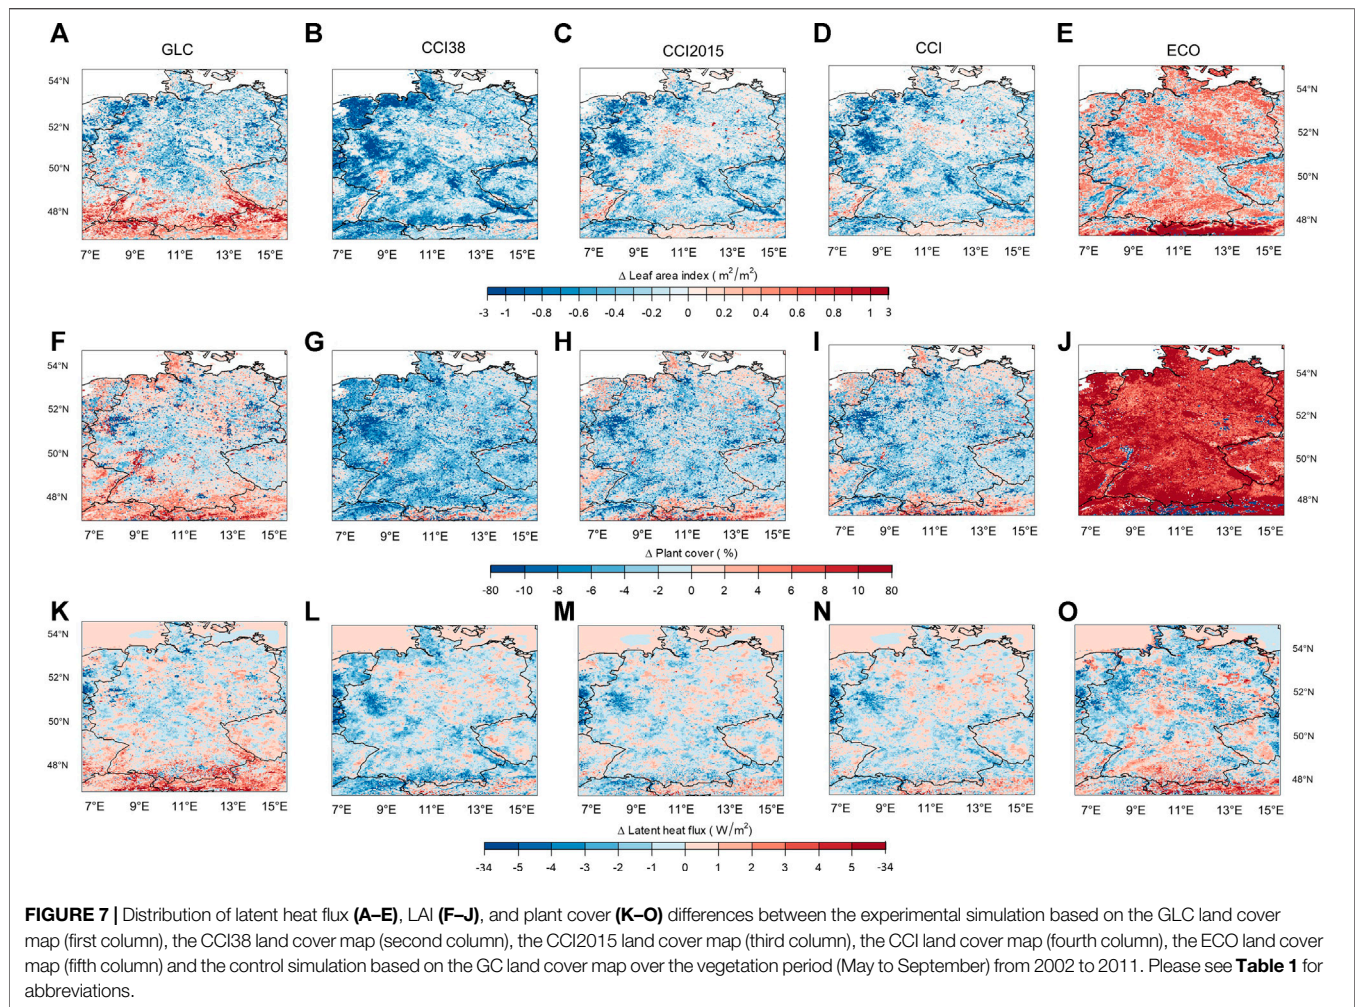 A B C D E
GLC CCI38 CCI2015 CCI ECO
54°N 52°N 50°N 48°N
54°N 52°N 50°N 48°N
7°E 9°E 11°E 13°E 15°E 7°E 9°E 11°E 13°E 15°E 7°E 9°E 11°E 13°E 15°E 7°E 9°E 11°E 13°E 15°E 7°E 9°E 11°E 13°E 15°E
Δ Leaf area index ( m²/m²)
-3 -1 -0.8 -0.6 -0.4 -0.2 0 0.2 0.4 0.6 0.8 1 3
F G H I J
54°N 52°N 50°N 48°N
54°N 52°N 50°N 48°N
7°E 9°E 11°E 13°E 15°E 7°E 9°E 11°E 13°E 15°E 7°E 9°E 11°E 13°E 15°E 7°E 9°E 11°E 13°E 15°E 7°E 9°E 11°E 13°E 15°E
Δ Plant cover ( %)
-80 -10 -8 -6 -4 -2 0 2 4 6 8 10 80
K L M N O
54°N 52°N 50°N 48°N
54°N 52°N 50°N 48°N
7°E 9°E 11°E 13°E 15°E 7°E 9°E 11°E 13°E 15°E 7°E 9°E 11°E 13°E 15°E 7°E 9°E 11°E 13°E 15°E 7°E 9°E 11°E 13°E 15°E
Δ Latent heat flux ( W/m²)
-34 -5 -4 -3 -2 -1 0 1 2 3 4 5 -34
FIGURE 7 | Distribution of latent heat flux (A–E), LAI (F–J), and plant cover (K–O) differences between the experimental simulation based on the GLC land cover
map (first column), the CCI38 land cover map (second column), the CCI2015 land cover map (third column), the CCI land cover map (fourth column), the ECO land cover
map (fifth column) and the control simulation based on the GC land cover map over the vegetation period (May to September) from 2002 to 2011. Please see Table 1 for
abbreviations.